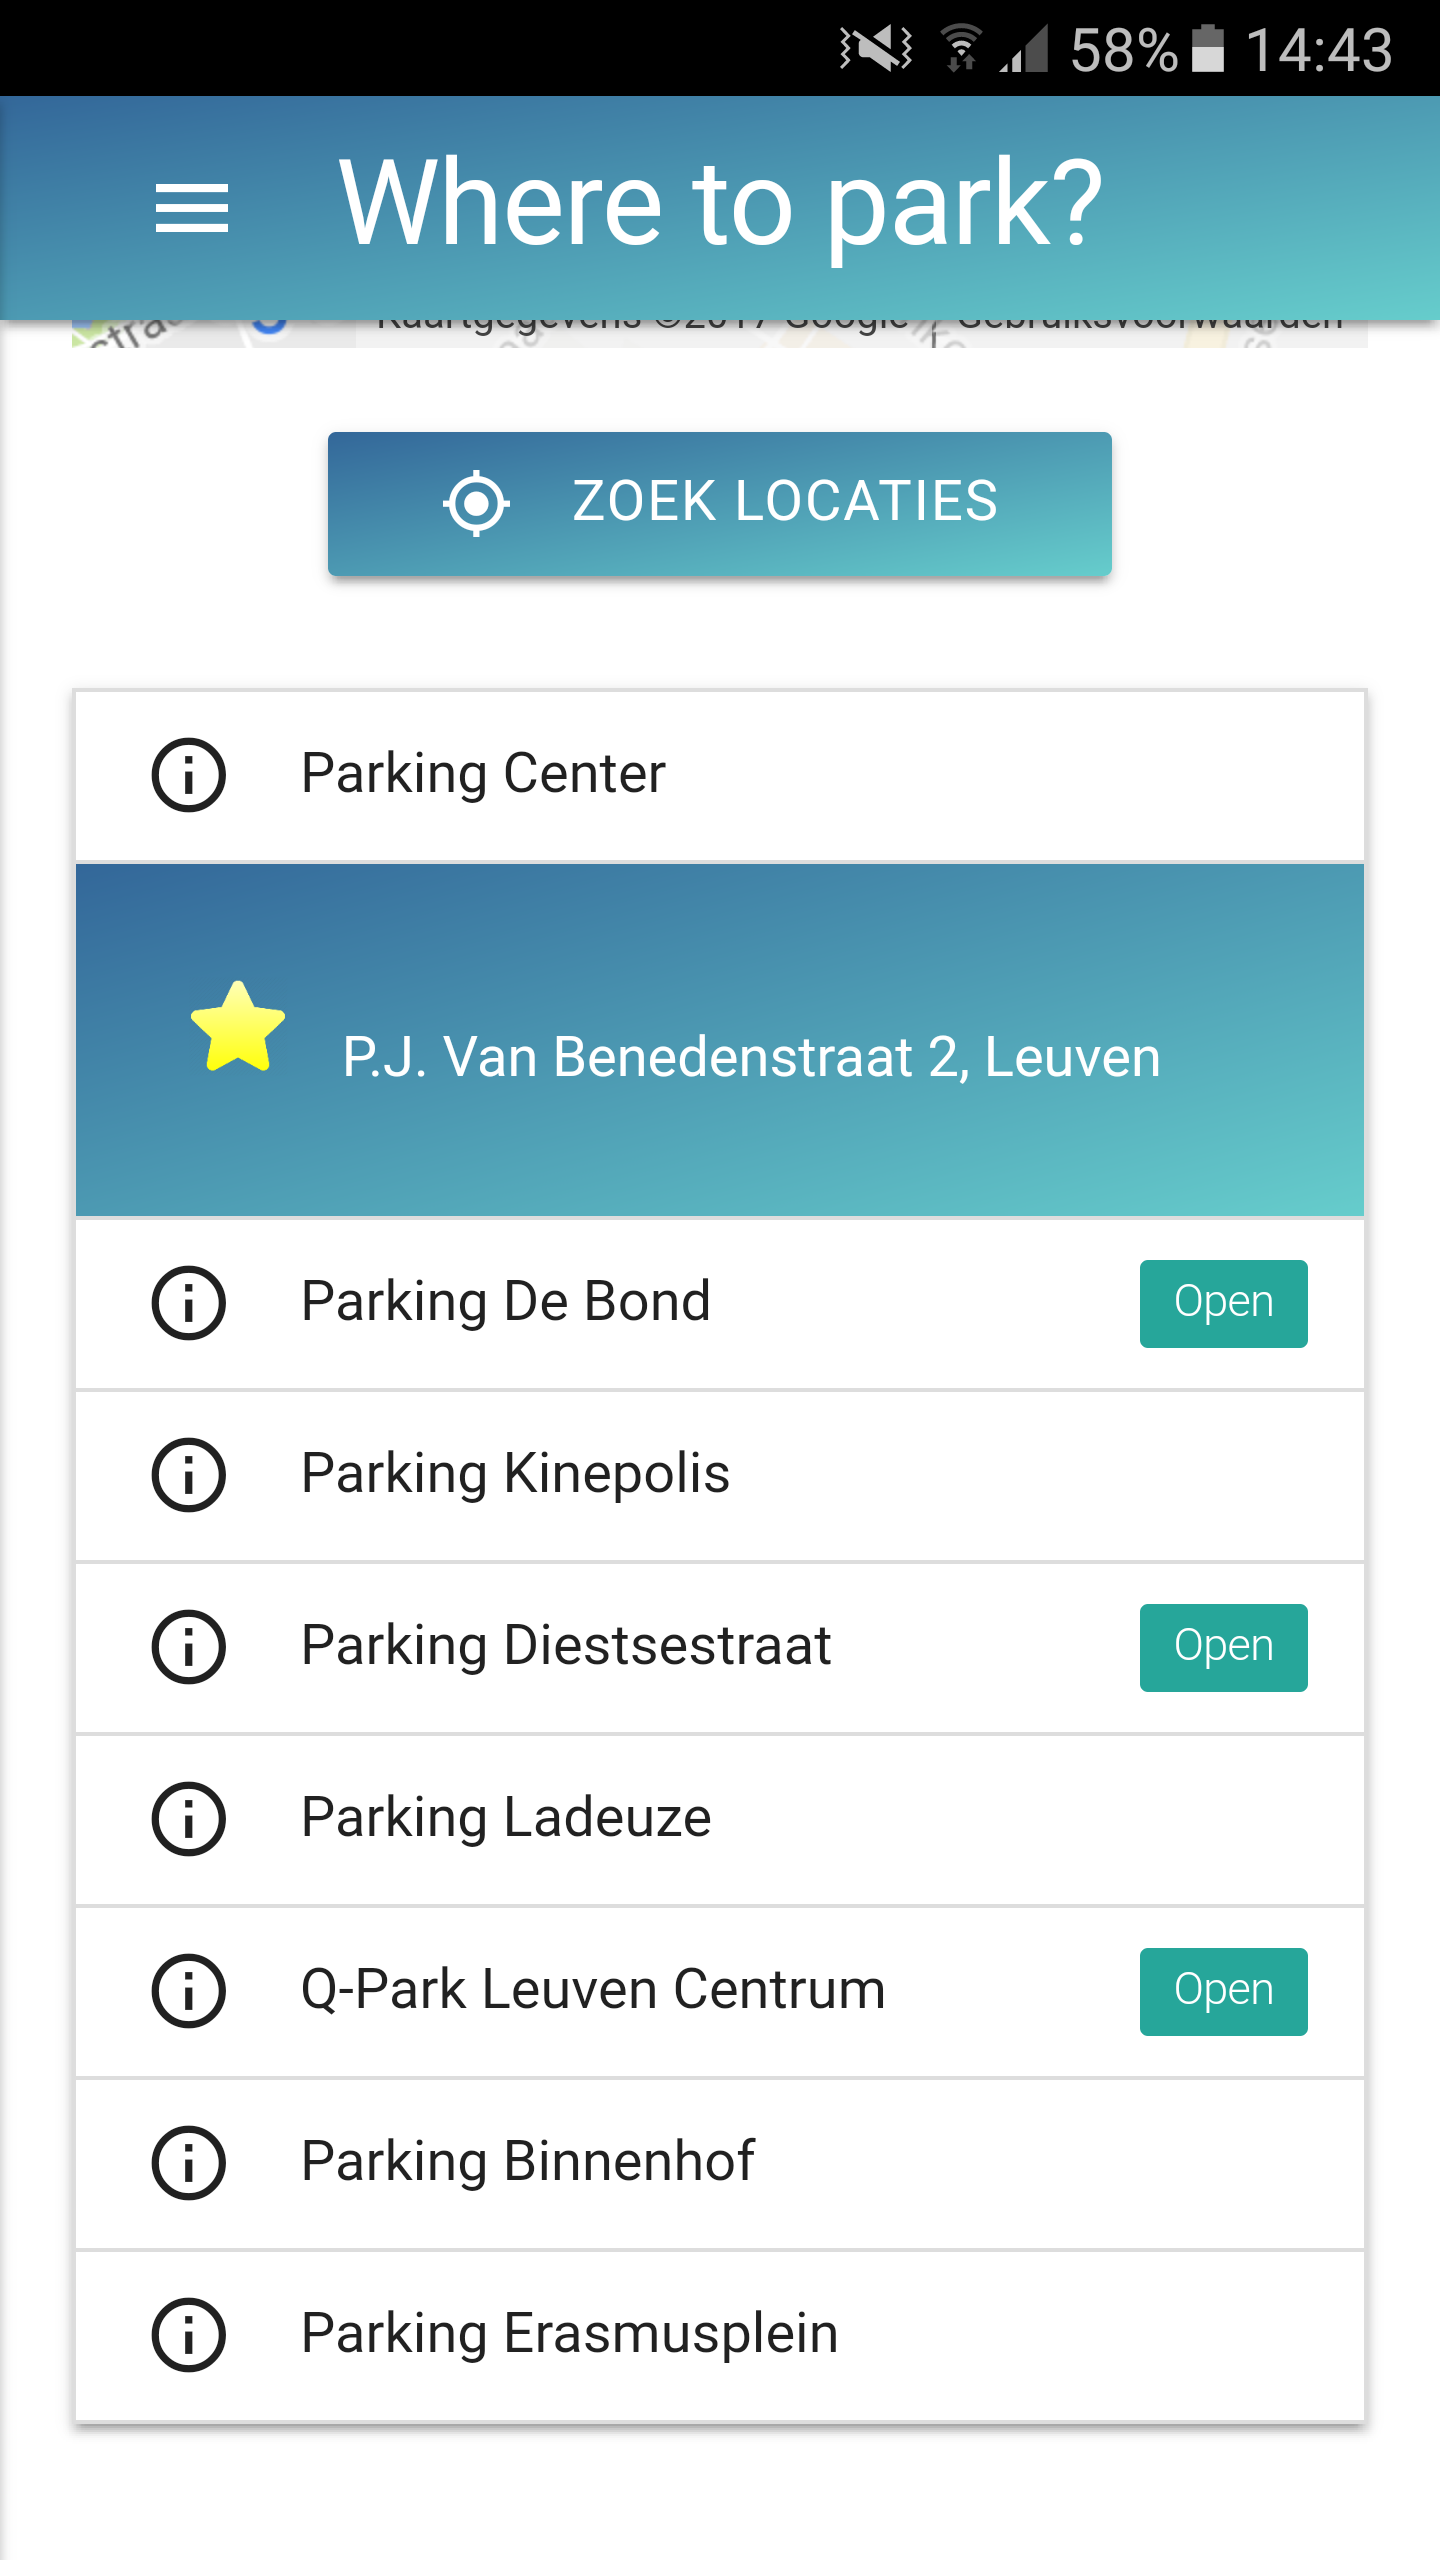 58% 14:43
Where to park?
Kaartgegevens ©2017 Google Gebruiksvoorwaarden
ZOEK LOCATIES
Parking Center
P.J. Van Benedenstraat 2, Leuven
Parking De Bond Open
Parking Kinepolis
Parking Diestsestraat Open
Parking Ladeuze
Q-Park Leuven Centrum Open
Parking Binnenhof
Parking Erasmusplein